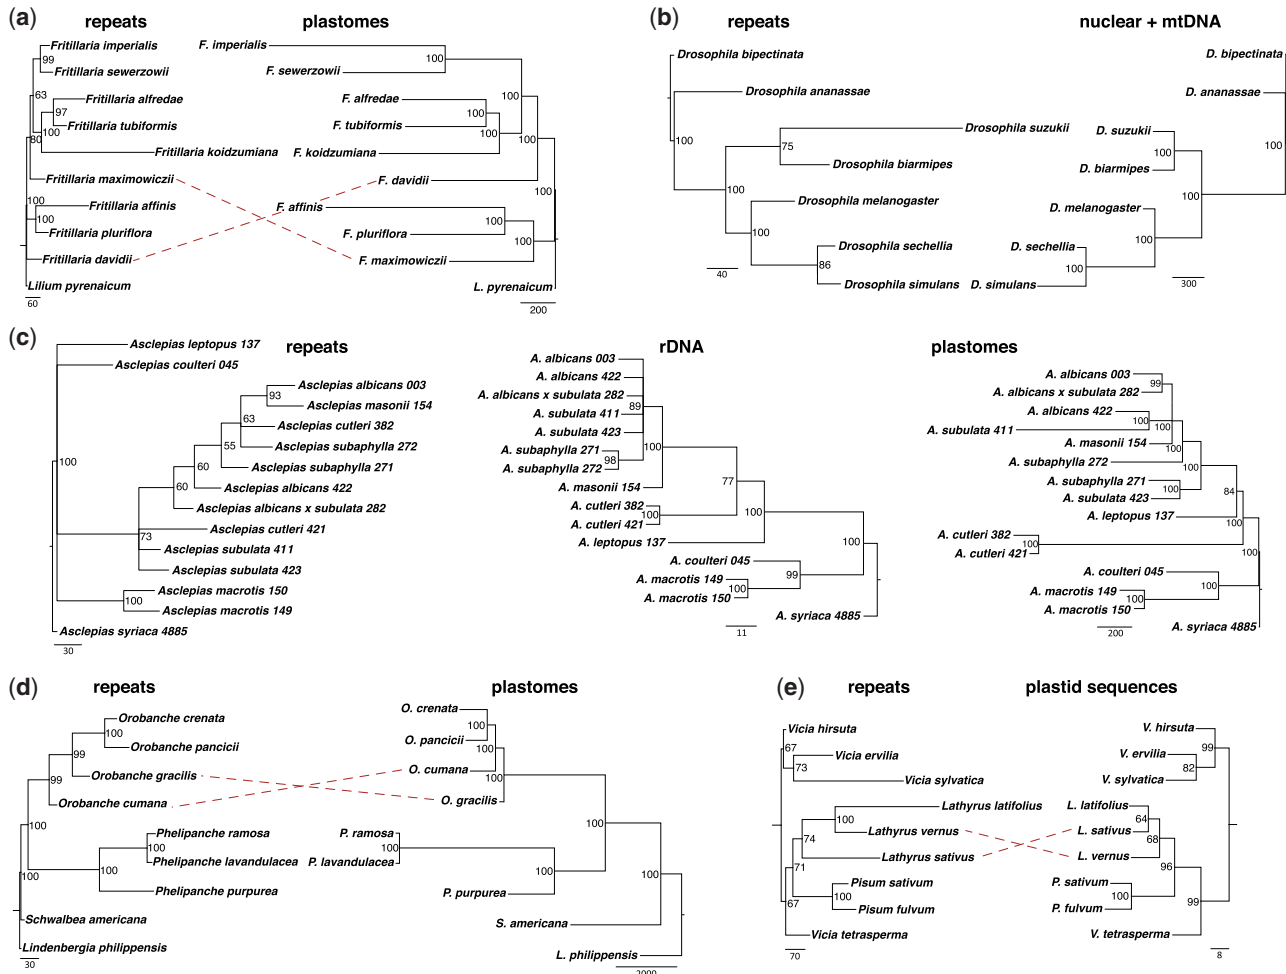 (a)
repeats
plastomes
Fritillaria imperialis
Fritillaria sewerzowii
Fritillaria alfredae
Fritillaria tubiformis
Fritillaria koidzumiana
Fritillaria maximowiczii
Fritillaria affinis
Fritillaria pluriflora
Fritillaria davidii
Lilium pyrenaicum
99
63
97
100
80
100
100
60
F. imperialis
F. sewerzowii
F. alfredae
F. tubiformis
F. koidzumiana
F. davidii
F. affinis
F. pluriflora
F. maximowiczii
L. pyrenaicum
100
100
100
100
100
100
100
100
200
(b)
repeats
nuclear + mtDNA
Drosophila bipectinata
Drosophila ananassae
Drosophila suzukii
Drosophila biarmipes
Drosophila melanogaster
Drosophila sechellia
Drosophila simulans
100
75
100
100
86
40
D. bipectinata
D. ananassae
D. suzukii
D. biarmipes
D. melanogaster
D. sechellia
D. simulans
100
100
100
100
100
300
(c)
repeats
rDNA
plastomes
Asclepias leptopus 137
Asclepias coulteri 045
Asclepias albicans 003
Asclepias masonii 154
Asclepias cutleri 382
Asclepias subaphylla 272
Asclepias subaphylla 271
Asclepias albicans 422
Asclepias albicans x subulata 282
Asclepias cutleri 421
Asclepias subulata 411
Asclepias subulata 423
Asclepias macrotis 150
Asclepias macrotis 149
Asclepias syriaca 4885
93
63
55
60
60
100
73
100
30
A. albicans 003
A. albicans 422
A. albicans x subulata 282
A. subulata 411
A. subulata 423
A. subaphylla 271
A. subaphylla 272
A. masonii 154
A. cutleri 382
A. cutleri 421
A. leptopus 137
A. coulteri 045
A. macrotis 149
A. macrotis 150
A. syriaca 4885
89
100
98
77
100
100
100
99
100
11
A. albicans 003
A. albicans x subulata 282
A. albicans 422
A. subulata 411
A. masonii 154
A. subaphylla 272
A. subaphylla 271
A. subulata 423
A. leptopus 137
A. cutleri 382
A. cutleri 421
A. coulteri 045
A. macrotis 149
A. macrotis 150
A. syriaca 4885
99
100
100
100
100
100
84
100
100
100
100
100
200
(d)
repeats
plastomes
Orobanche crenata
Orobanche pancicii
Orobanche gracilis
Orobanche cumana
Phelipanche ramosa
Phelipanche lavandulacea
Phelipanche purpurea
Schwalbea americana
Lindenbergia philippensis
100
99
99
100
100
100
100
30
O. crenata
O. pancicii
O. cumana
O. gracilis
P. ramosa
P. lavandulacea
P. purpurea
S. americana
L. philippensis
100
100
100
100
100
100
100
2000
(e)
repeats
plastid sequences
Vicia hirsuta
Vicia ervilia
Vicia sylvatica
Lathyrus latifolius
Lathyrus vernus
Lathyrus sativus
Pisum sativum
Pisum fulvum
Vicia tetrasperma
67
73
100
74
71
100
67
70
V. hirsuta
V. ervilia
V. sylvatica
L. latifolius
L. sativus
L. vernus
P. sativum
P. fulvum
V. tetrasperma
99
82
64
68
96
100
99
8